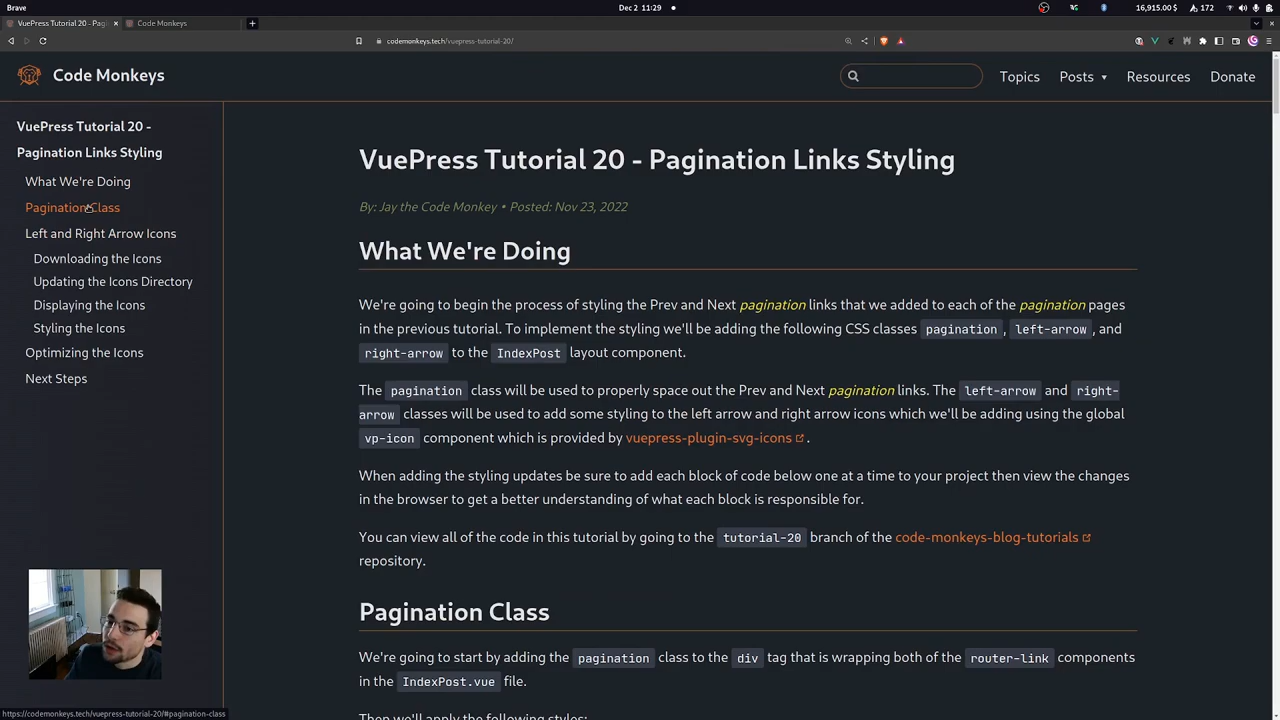 Brave
Dec 2 11:29
16,915.00
172
VuePress Tutorial 20 - Pagi
Code Monkeys
codemonkeys.tech/vuepress-tutorial-20/
Code Monkeys
Topics
Posts
Resources
Donate
VuePress Tutorial 20 -
Pagination Links Styling
What We're Doing
Pagination Class
Left and Right Arrow Icons
Downloading the Icons
Updating the Icons Directory
Displaying the Icons
Styling the Icons
Optimizing the Icons
Next Steps
VuePress Tutorial 20 - Pagination Links Styling
By: Jay the Code Monkey • Posted: Nov 23, 2022
What We're Doing
We're going to begin the process of styling the Prev and Next pagination links that we added to each of the pagination pages
in the previous tutorial. To implement the styling we'll be adding the following CSS classes pagination, left-arrow, and
right-arrow to the IndexPost layout component.
The pagination class will be used to properly space out the Prev and Next pagination links. The left-arrow and right-
arrow classes will be used to add some styling to the left arrow and right arrow icons which we'll be adding using the global
vp-icon component which is provided by vuepress-plugin-svg-icons.
When adding the styling updates be sure to add each block of code below one at a time to your project then view the changes
in the browser to get a better understanding of what each block is responsible for.
You can view all of the code in this tutorial by going to the tutorial-20 branch of the code-monkeys-blog-tutorials
repository.
Pagination Class
We're going to start by adding the pagination class to the div tag that is wrapping both of the router-link components
in the IndexPost.vue file.
Then we'll apply the following styles:
https://codemonkeys.tech/vuepress-tutorial-20/#pagination-class